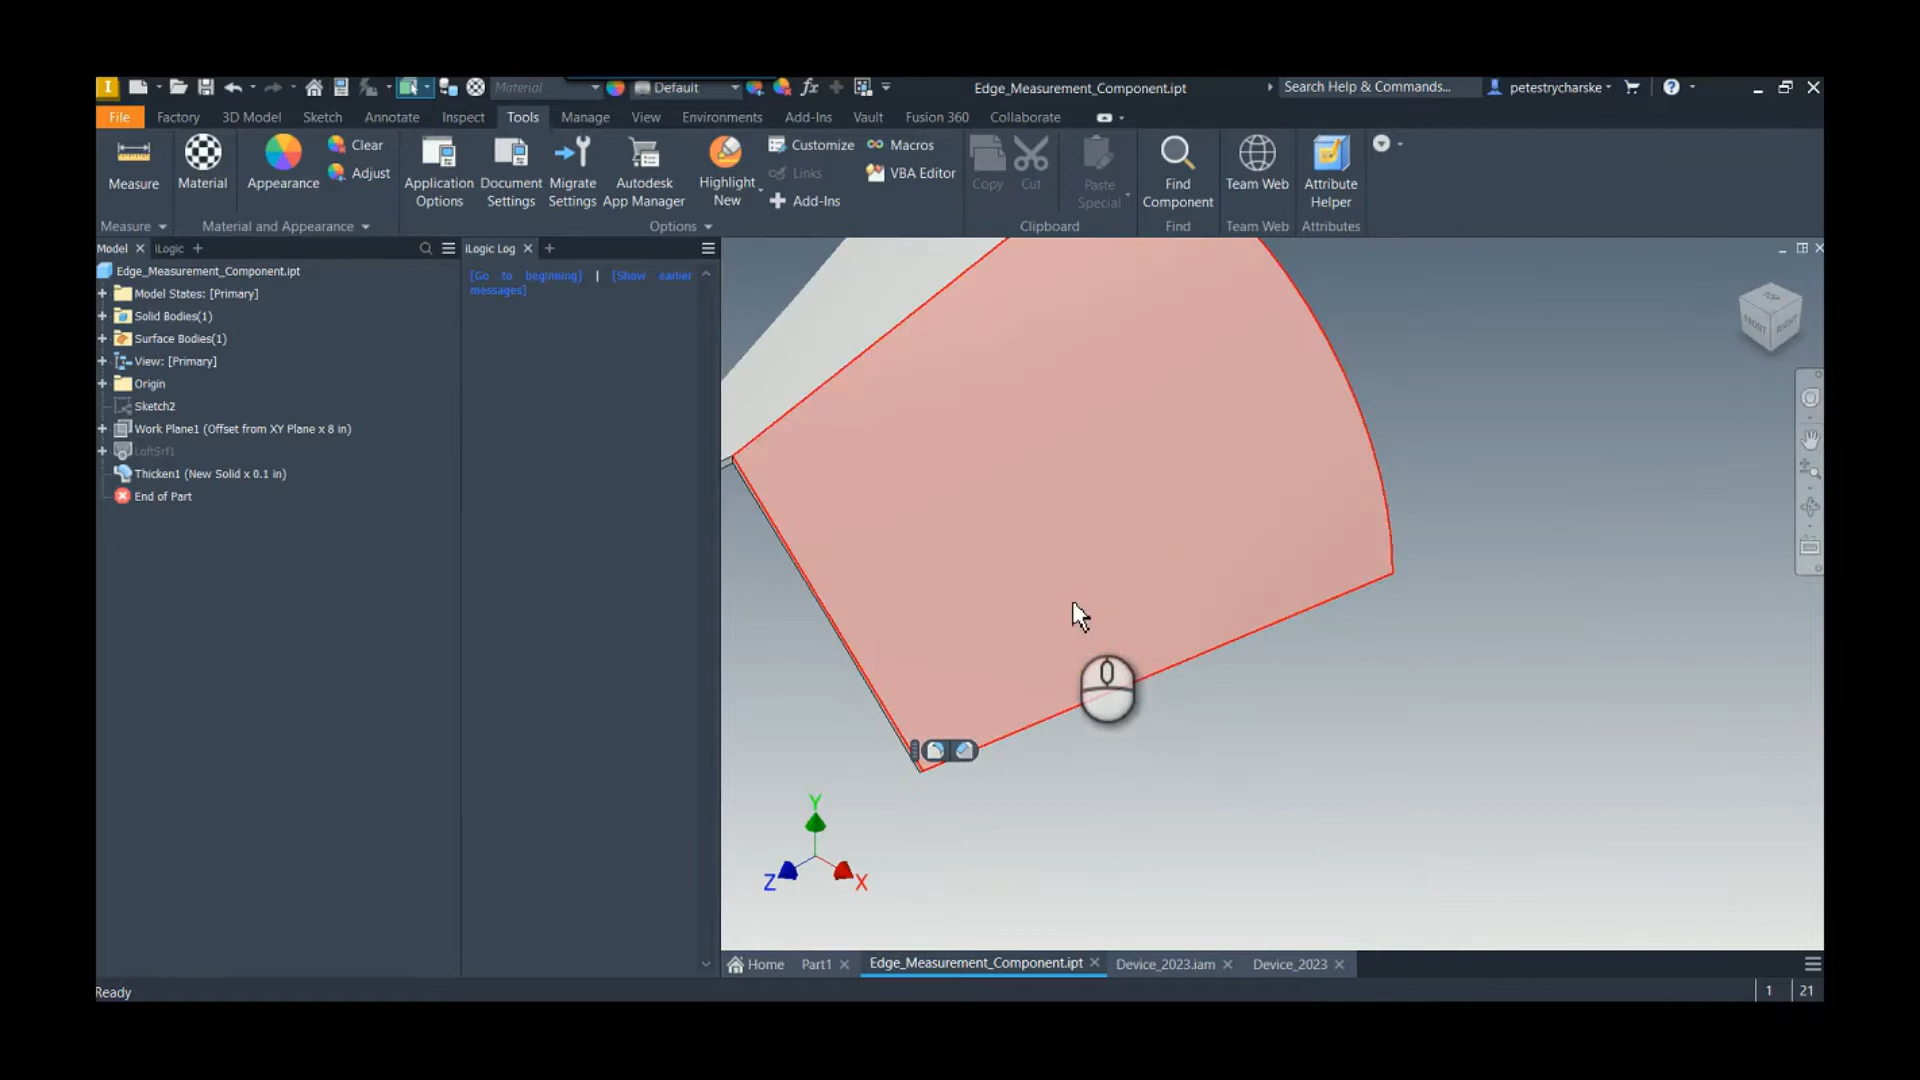 I
Material
Default
fx
Edge_Measurement_Component.ipt
Search Help & Commands...
petestrycharske
File
Factory
3D Model
Sketch
Annotate
Inspect
Tools
Manage
View
Environments
Add-Ins
Vault
Fusion 360
Collaborate
Measure
Material
Appearance
Clear
Adjust
Application
Options
Document
Settings
Migrate
Settings
Autodesk
App Manager
Highlight
New
Customize
Links
Add-Ins
Macros
VBA Editor
Copy
Cut
Paste
Special
Find
Component
Team Web
Attribute
Helper
Measure
Material and Appearance
Options
Clipboard
Find
Team Web
Attributes
Model
iLogic
iLogic Log
Edge_Measurement_Component.ipt
Model States: [Primary]
Solid Bodies(1)
Surface Bodies(1)
View: [Primary]
Origin
Sketch2
Work Plane1 (Offset from XY Plane x 8 in)
LoftSrf1
Thicken1 (New Solid x 0.1 in)
End of Part
[Go to beginning] | [Show earlier
messages]
TOP
FRONT
RIGHT
Y
Z
X
Home
Part1
Edge_Measurement_Component.ipt
Device_2023.iam
Device_2023
Ready
1
21